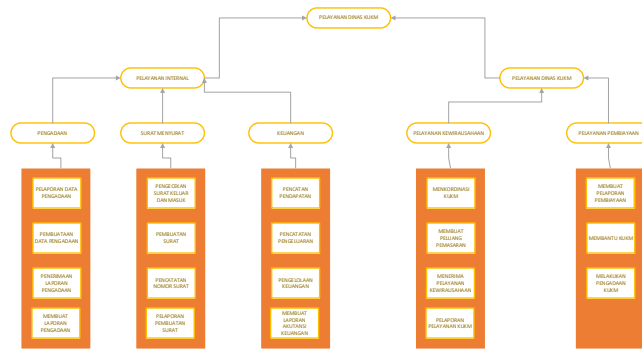 PELAYANAN DINAS KUKM
PELAYANAN INTERNAL
PELAYANAN DINAS KUKM
PENGADAAN
SURAT MENYURAT
KEUANGAN
PELAYANAN KEWIRAUSAHAAN
PELAYANAN PEMBIAYAAN
PELAPORAN DATA
PENGADAAN
PEMBUATAAN
DATA PENGADAAN
PENERIMAAN
LAPORAN
PENGADAAN
MEMBUAT
LAPORAN
PENGADAAN
PENGECEKAN
SURAT KELUAR
DAN MASUK
PEMBUATAN
SURAT
PENCATATAN
NOMOR SURAT
PELAPORAN
PEMBUATAN
SURAT
PENCATAN
PENDAPATAN
PENCATATAN
PENGELUARAN
PENGELOLAAN
KEUANGAN
MEMBUAT
LAPORAN
AKUTANSI
KEUANGAN
MENKORDINASI
KUKM
MEMBUAT
PELUANG
PEMASARAN
MENERIMA
PELAYANAN
KEWIRAUSAHAAN
PELAPORAN
PELAYANAN KUKM
MEMBUAT
PELAPORAN
PEMBIAYAAN
MEMBANTU KUKM
MELAKUKAN
PENGADAAN
KUKM